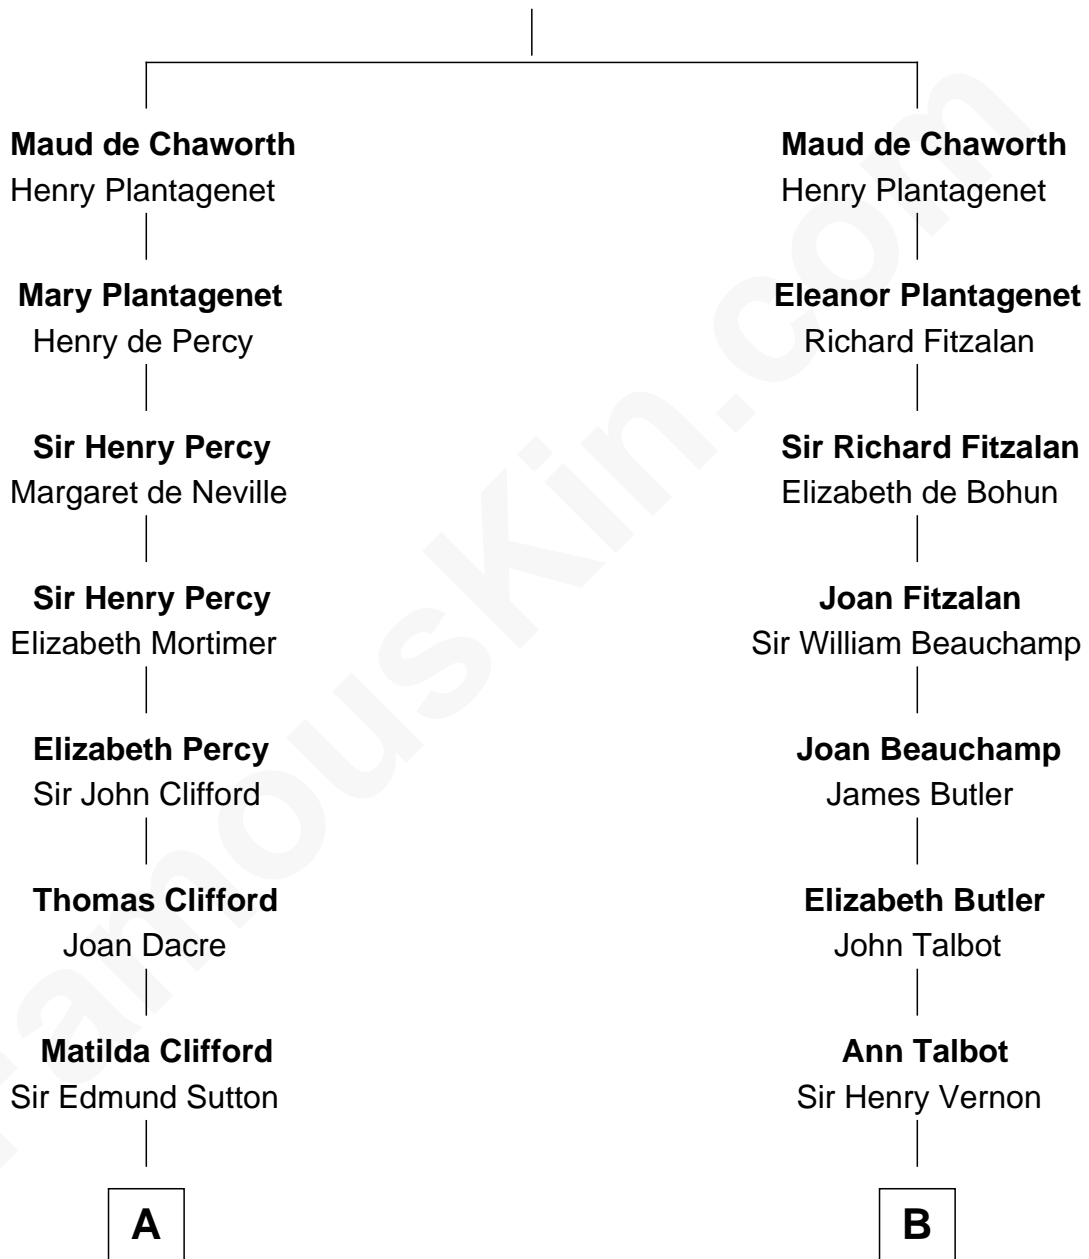 Maud de Chaworth
Henry Plantagenet
Mary Plantagenet
Henry de Percy
Sir Henry Percy
Margaret de Neville
Sir Henry Percy
Elizabeth Mortimer
Elizabeth Percy
Sir John Clifford
Thomas Clifford
Joan Dacre
Matilda Clifford
Sir Edmund Sutton
A
Maud de Chaworth
Henry Plantagenet
Eleanor Plantagenet
Richard Fitzalan
Sir Richard Fitzalan
Elizabeth de Bohun
Joan Fitzalan
Sir William Beauchamp
Joan Beauchamp
James Butler
Elizabeth Butler
John Talbot
Ann Talbot
Sir Henry Vernon
B
FamousKin.com